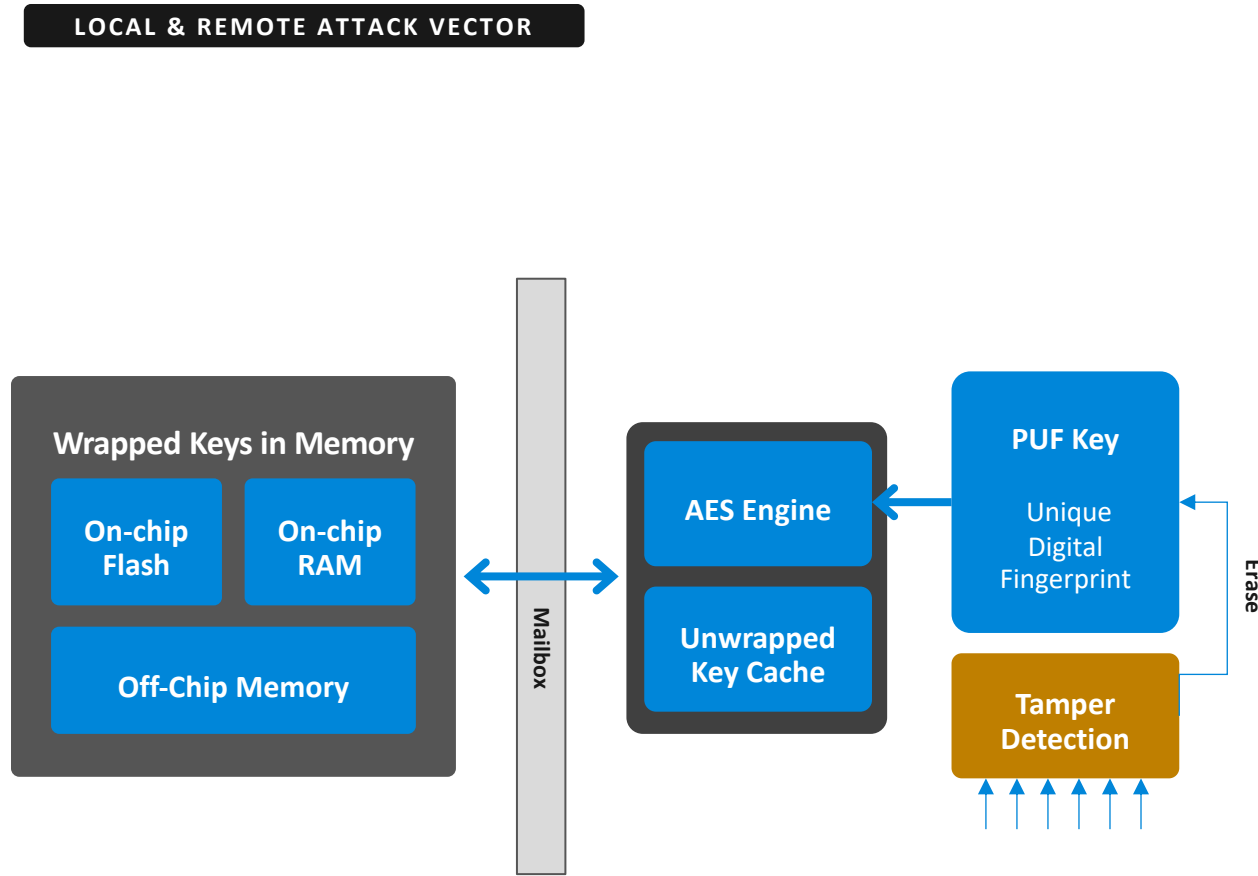 LOCAL & REMOTE ATTACK VECTOR
Wrapped Keys in Memory
On-chip
Flash
On-chip
RAM
Off-Chip Memory
Mailbox
AES Engine
Unwrapped
Key Cache
PUF Key
Unique
Digital
Fingerprint
Erase
Tamper
Detection